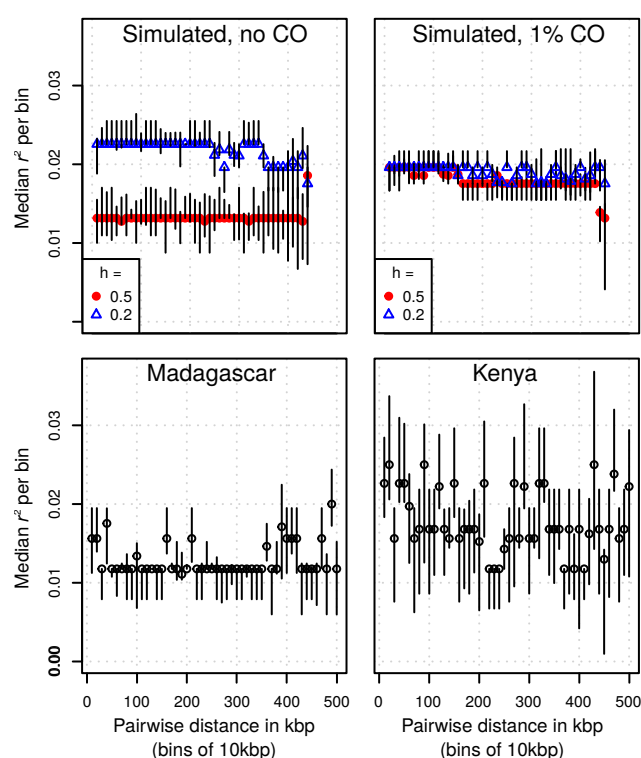 Simulated, no CO
Simulated, 1% CO
Median r² per bin
0.03
0.02
0.01
h =
0.5
0.2
h =
0.5
0.2
Madagascar
Kenya
Median r² per bin
0.03
0.02
0.01
0.00
0 100 200 300 400 500
0 100 200 300 400 500
Pairwise distance in kbp
(bins of 10kbp)
Pairwise distance in kbp
(bins of 10kbp)